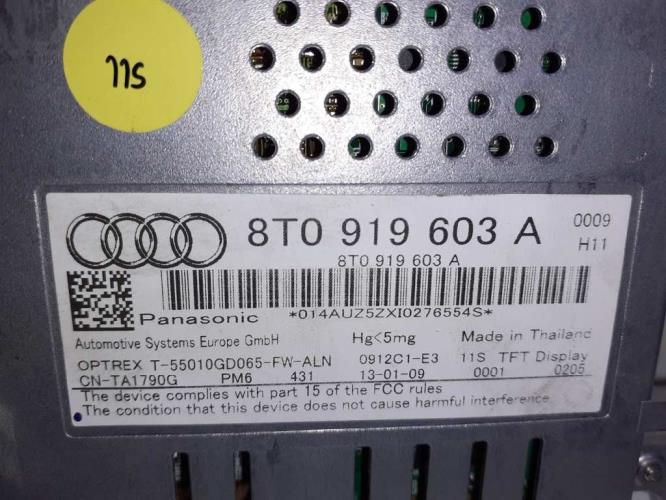 11S
8T0 919 603 A 0009
H11
8T0 919 603 A
*014AUZ5ZXI0276554S*
Panasonic
Automotive Systems Europe GmbH Hg<5mg Made in Thailand
OPTREX T-55010GD065-FW-ALN 0912C1-E3 11S TFT Display
CN-TA1790G PM6 431 13-01-09 0001 0205
The device complies with part 15 of the FCC rules
The Constantination of this device does not cause harmful interference